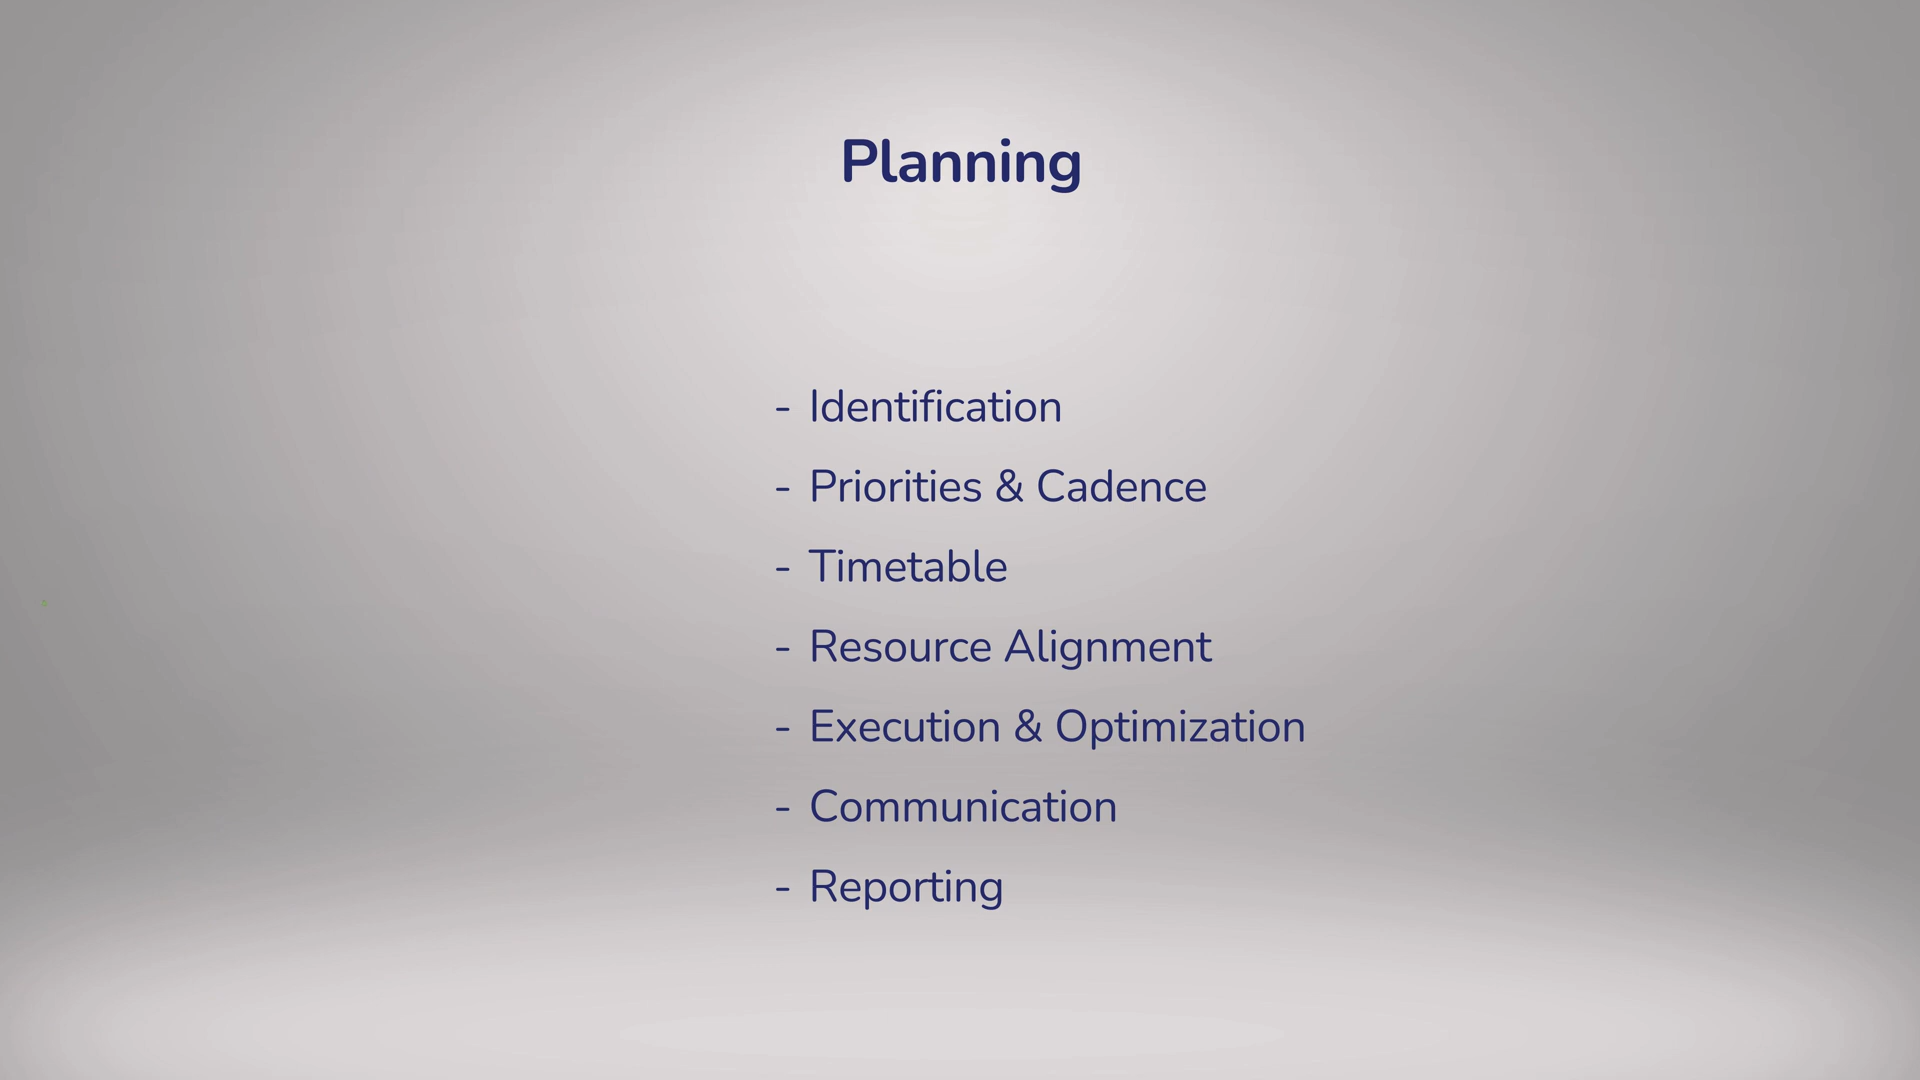 Planning
- Identification
- Priorities & Cadence
- Timetable
- Resource Alignment
- Execution & Optimization
- Communication
- Reporting